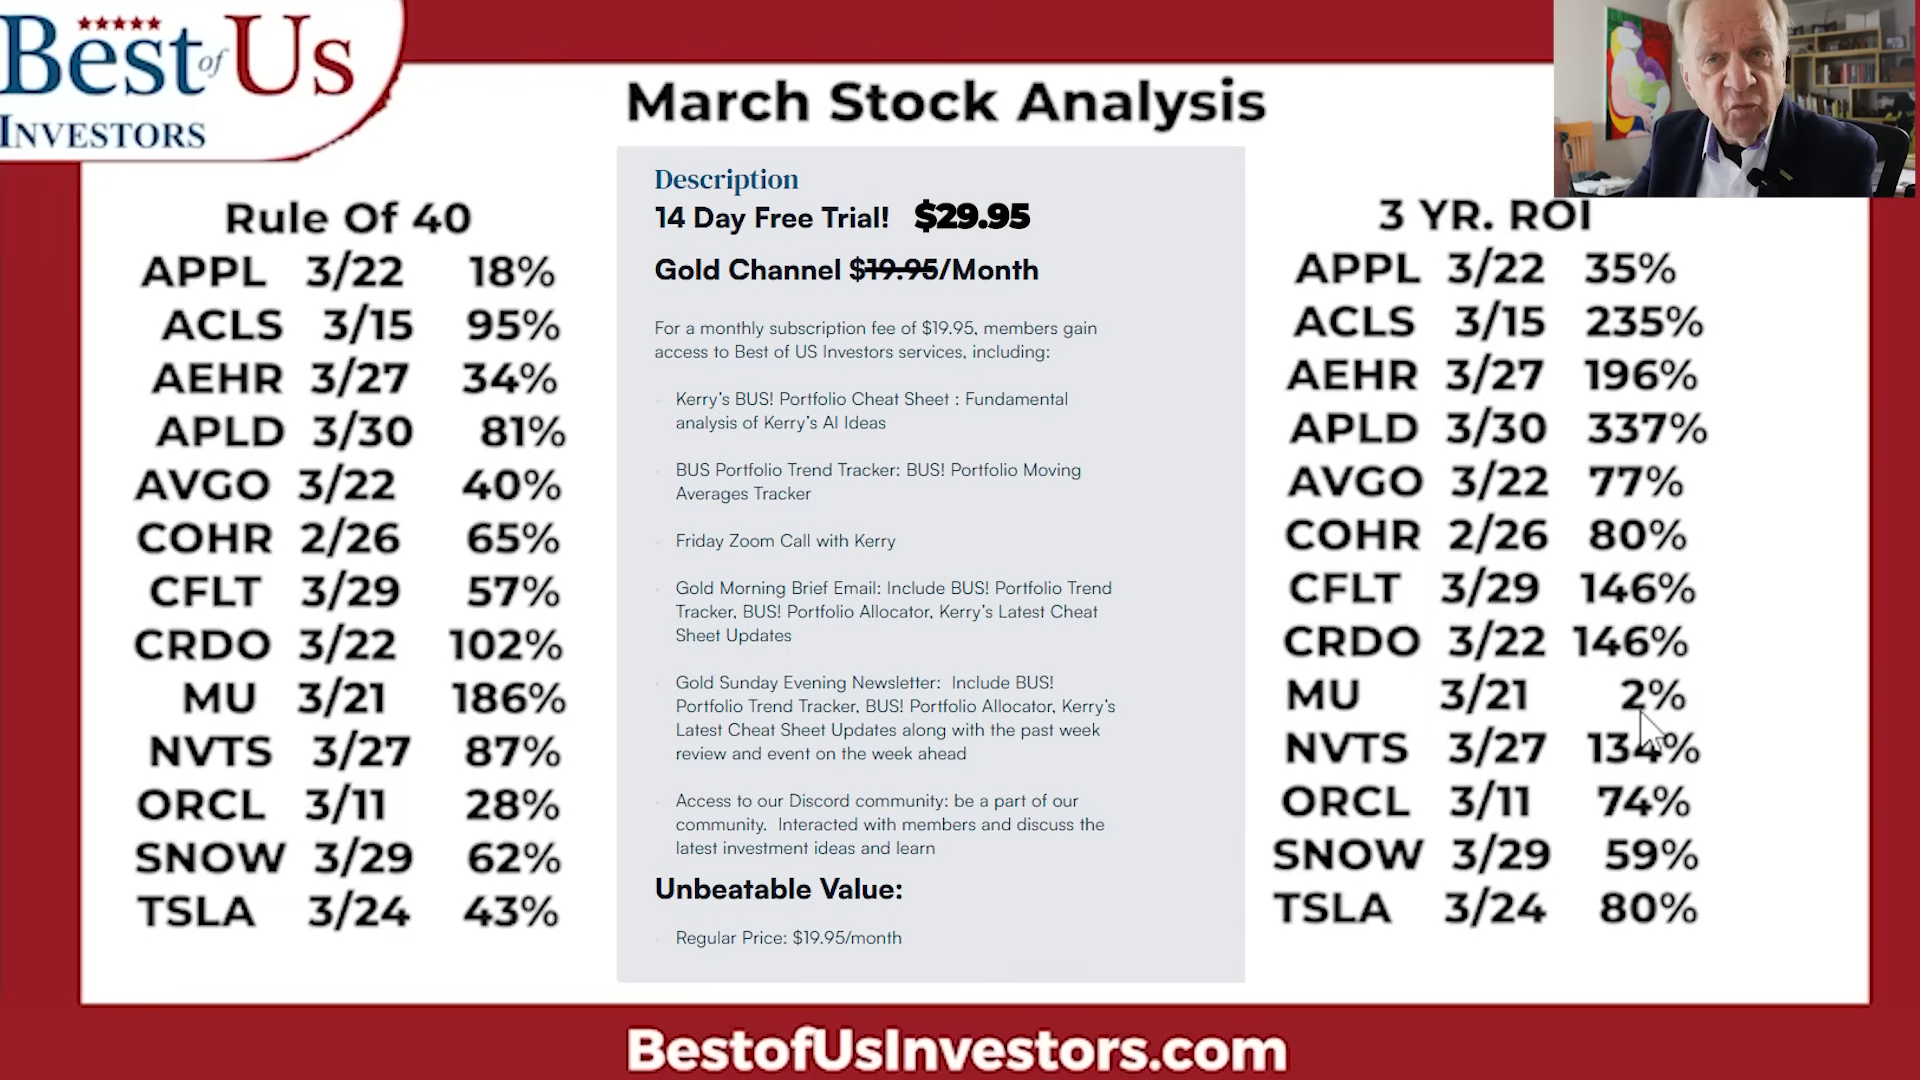 Best of Us
INVESTORS
March Stock Analysis
Rule Of 40
APPL 3/22 18%
ACLS 3/15 95%
AEHR 3/27 34%
APLD 3/30 81%
AVGO 3/22 40%
COHR 2/26 65%
CFLT 3/29 57%
CRDO 3/22 102%
MU 3/21 186%
NVTS 3/27 87%
ORCL 3/11 28%
SNOW 3/29 62%
TSLA 3/24 43%
Description
14 Day Free Trial! $29.95
Gold Channel $19.95/Month
For a monthly subscription fee of $19.95, members gain
access to Best of US Investors services, including:
Kerry's BUS! Portfolio Cheat Sheet : Fundamental
analysis of Kerry's AI Ideas
BUS Portfolio Trend Tracker: BUS! Portfolio Moving
Averages Tracker
Friday Zoom Call with Kerry
Gold Morning Brief Email: Include BUS! Portfolio Trend
Tracker, BUS! Portfolio Allocator, Kerry's Latest Cheat
Sheet Updates
Gold Sunday Evening Newsletter: Include BUS!
Portfolio Trend Tracker, BUS! Portfolio Allocator, Kerry's
Latest Cheat Sheet Updates along with the past week
review and event on the week ahead
Access to our Discord community: be a part of our
community. Interacted with members and discuss the
latest investment ideas and learn
Unbeatable Value:
Regular Price: $19.95/month
3 YR. ROI
APPL 3/22 35%
ACLS 3/15 235%
AEHR 3/27 196%
APLD 3/30 337%
AVGO 3/22 77%
COHR 2/26 80%
CFLT 3/29 146%
CRDO 3/22 146%
MU 3/21 2%
NVTS 3/27 134%
ORCL 3/11 74%
SNOW 3/29 59%
TSLA 3/24 80%
BestofUsInvestors.com